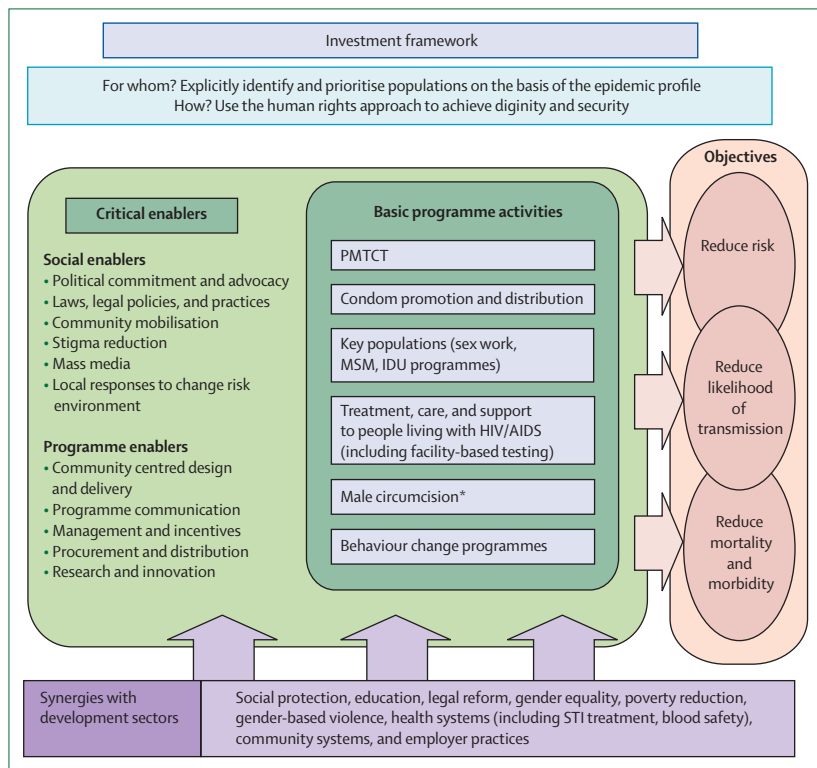 Investment framework
For whom? Explicitly identify and prioritise populations on the basis of the epidemic profile
How? Use the human rights approach to achieve diginity and security
Critical enablers
Social enablers
• Political commitment and advocacy
• Laws, legal policies, and practices
• Community mobilisation
• Stigma reduction
• Mass media
• Local responses to change risk
environment
Programme enablers
• Community centred design
and delivery
• Programme communication
• Management and incentives
• Procurement and distribution
• Research and innovation
Basic programme activities
PMTCT
Condom promotion and distribution
Key populations (sex work,
MSM, IDU programmes)
Treatment, care, and support
to people living with HIV/AIDS
(including facility-based testing)
Male circumcision*
Behaviour change programmes
Objectives
Reduce risk
Reduce
likelihood
of
transmission
Reduce
mortality
and
morbidity
Synergies with
development sectors
Social protection, education, legal reform, gender equality, poverty reduction,
gender-based violence, health systems (including STI treatment, blood safety),
community systems, and employer practices